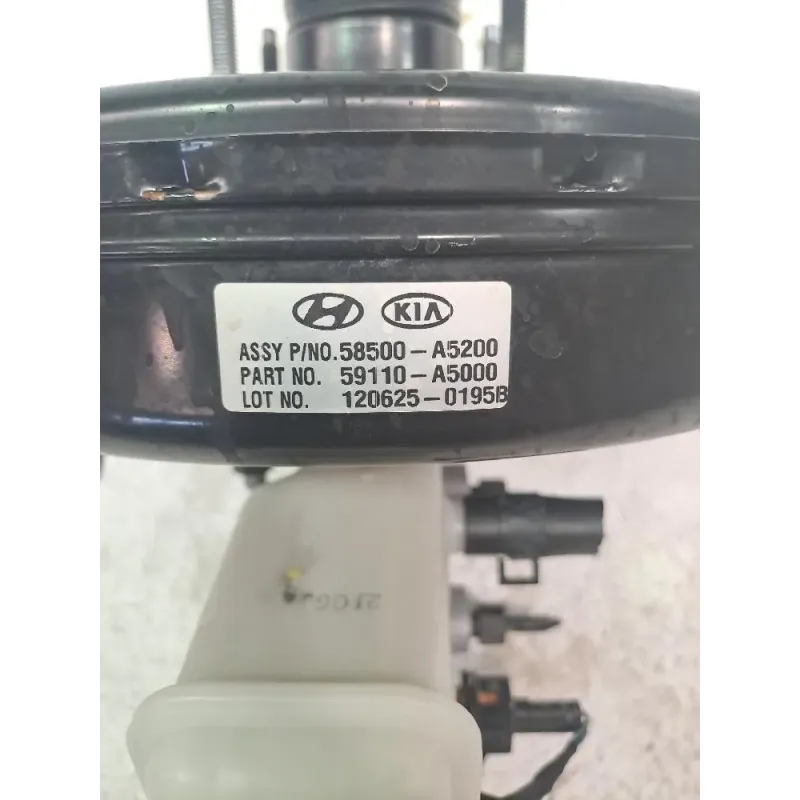 KIA
ASSY P/NO. 58500-A5200
PART NO. 59110-A5000
LOT NO. 120625-0195B